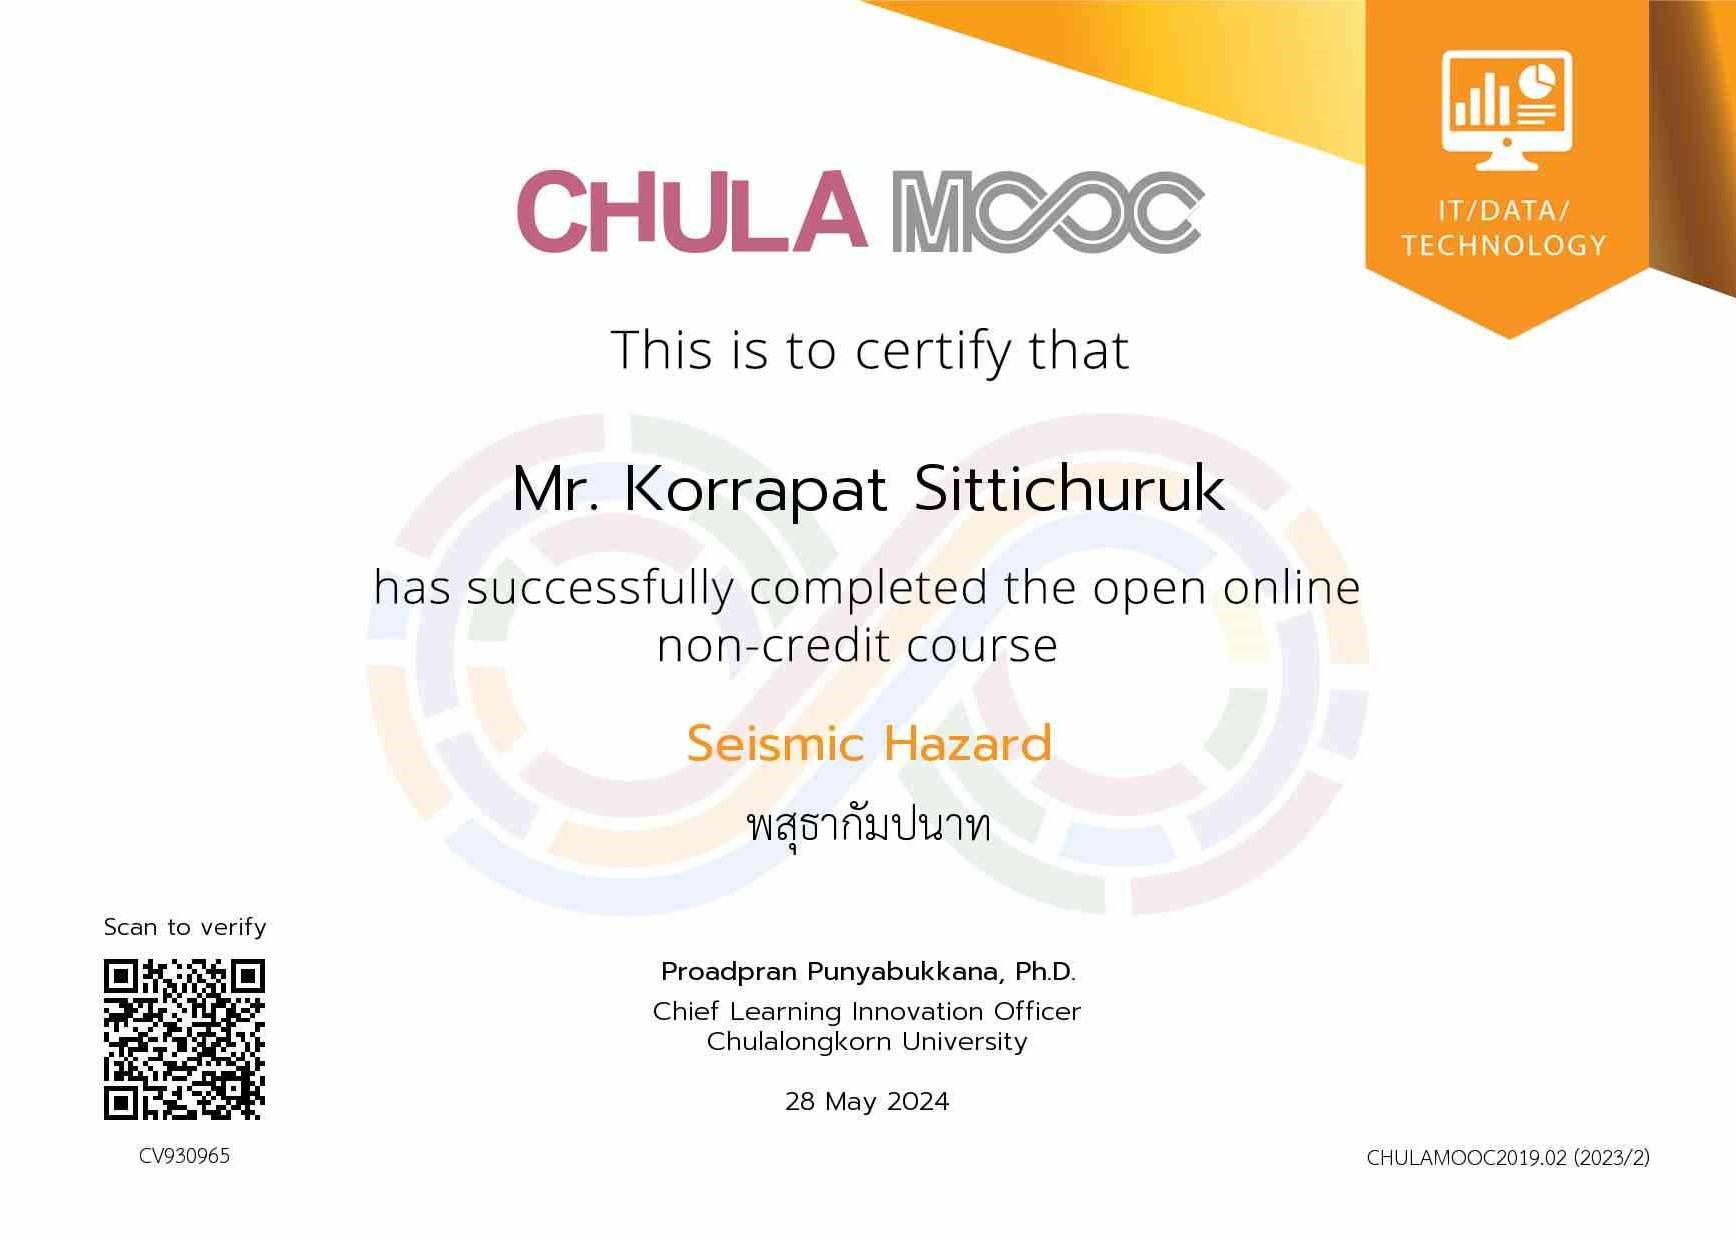 IT/DATA/
TECHNOLOGY
CHULA MOOC
This is to certify that
Mr. Korrapat Sittichuruk
has successfully completed the open online
non-credit course
Seismic Hazard
พสุธากัมปนาท
Scan to verify
Proadpran Punyabukkana, Ph.D.
Chief Learning Innovation Officer
Chulalongkorn University
28 May 2024
CV930965
CHULAMOOC2019.02 (2023/2)